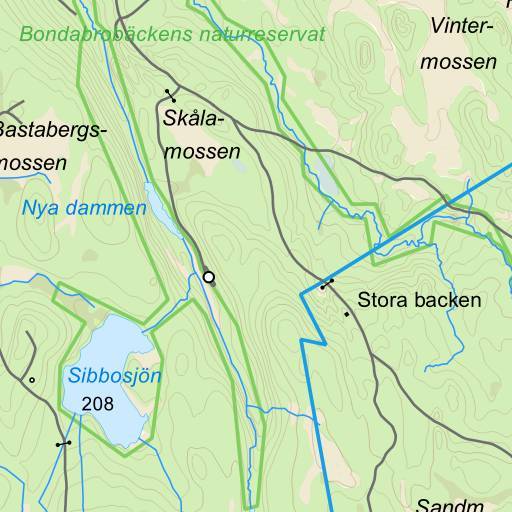 Vinter-
mossen
Bondabrobäckens naturreservat
Skåla-
mossen
Bastabergs-
mossen
Nya dammen
Stora backen
Sibbosjön
208
Sandm